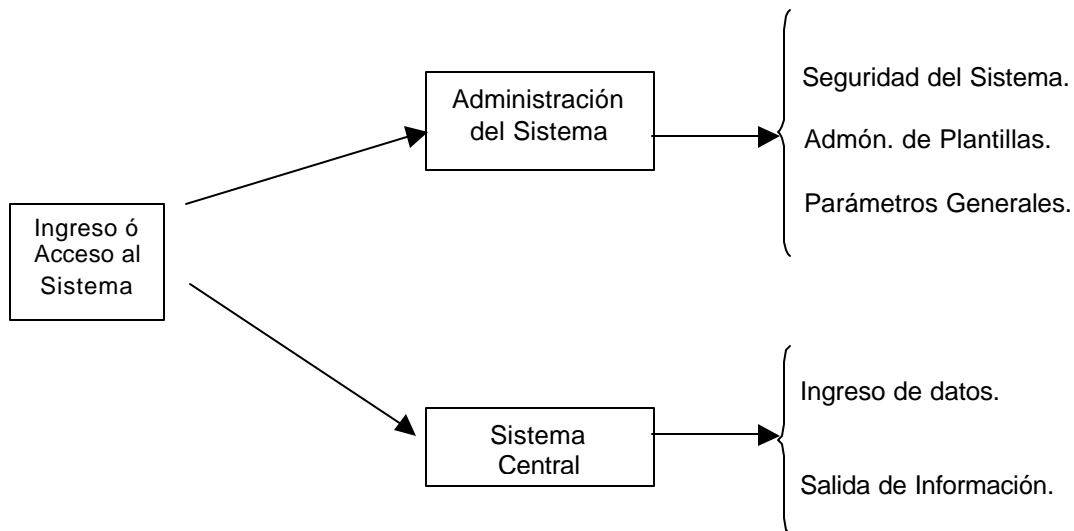 Ingreso ó
Acceso al
Sistema
Administración
del Sistema
Seguridad del Sistema.
Admón. de Plantillas.
Parámetros Generales.
Sistema
Central
Ingreso de datos.
Salida de Información.